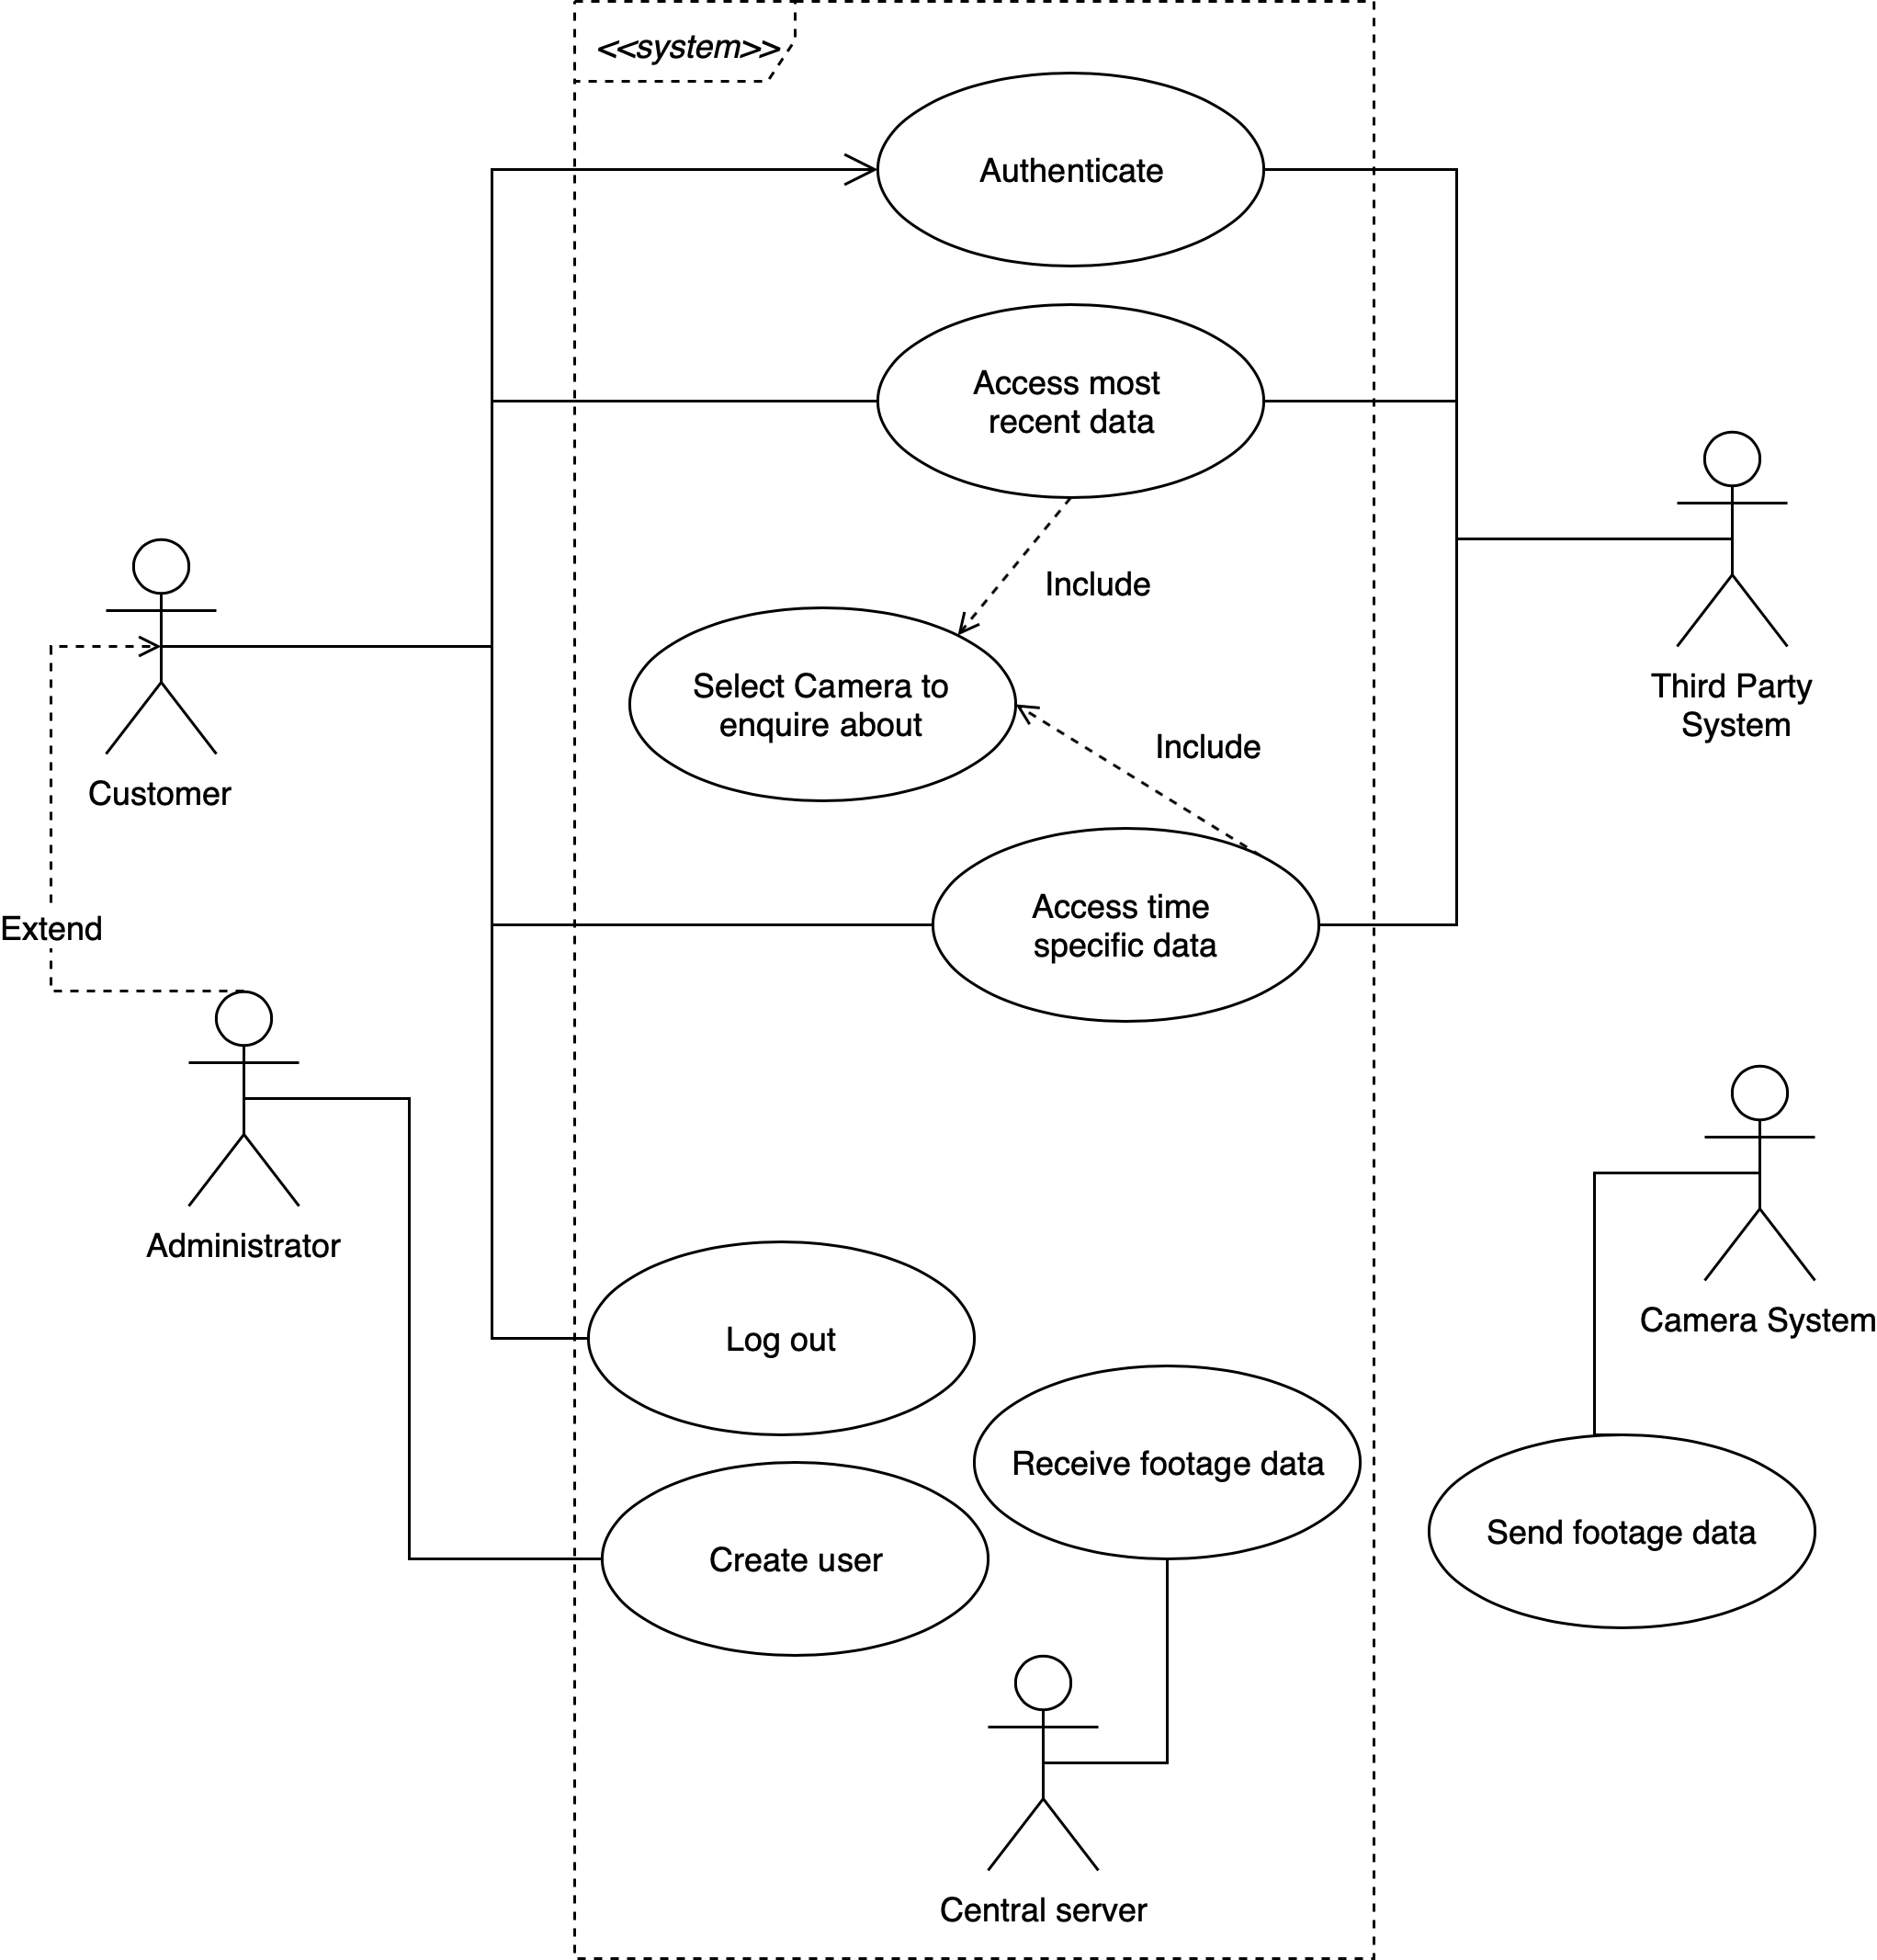 <<system>>
Authenticate
Access most
recent data
Include
Select Camera to
enquire about
Third Party
System
Include
Customer
Extend
Access time
specific data
Administrator
Camera System
Log out
Receive footage data
Send footage data
Create user
Central server